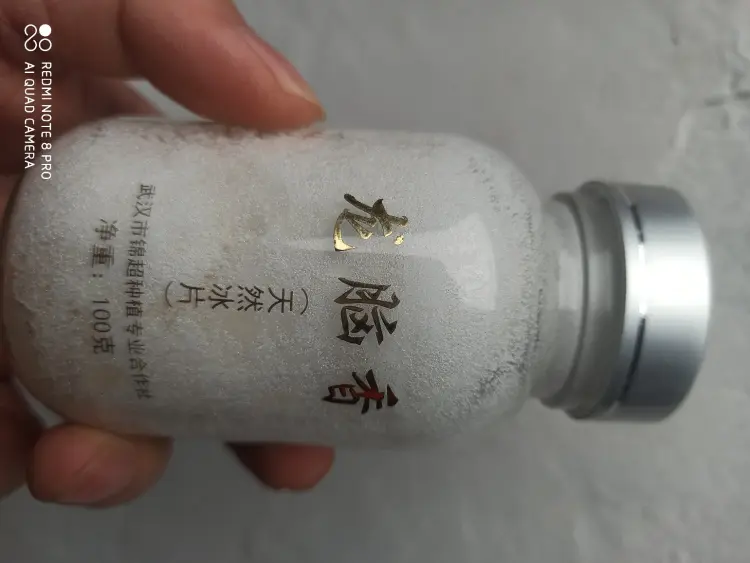 龙脑香
（天然冰片）
武汉市锦超种植专业合作社
净重：100克
REDMI NOTE 8 PRO
AI QUAD CAMERA